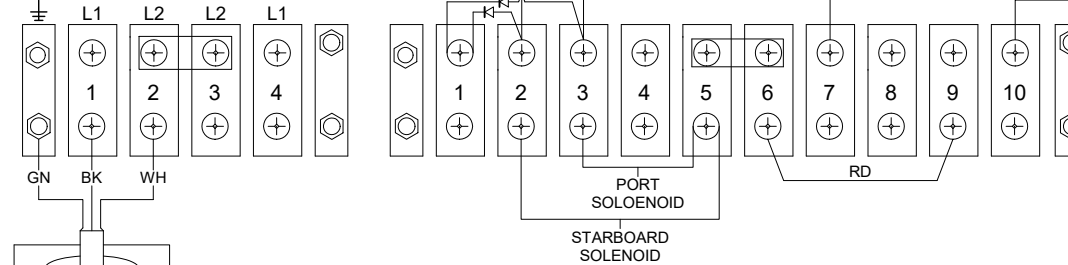 L1 L2 L2 L1
1 2 3 4
1 2 3 4 5 6 7 8 9 10
GN BK WH
RD
PORT
SOLOENOID
STARBOARD
SOLENOID